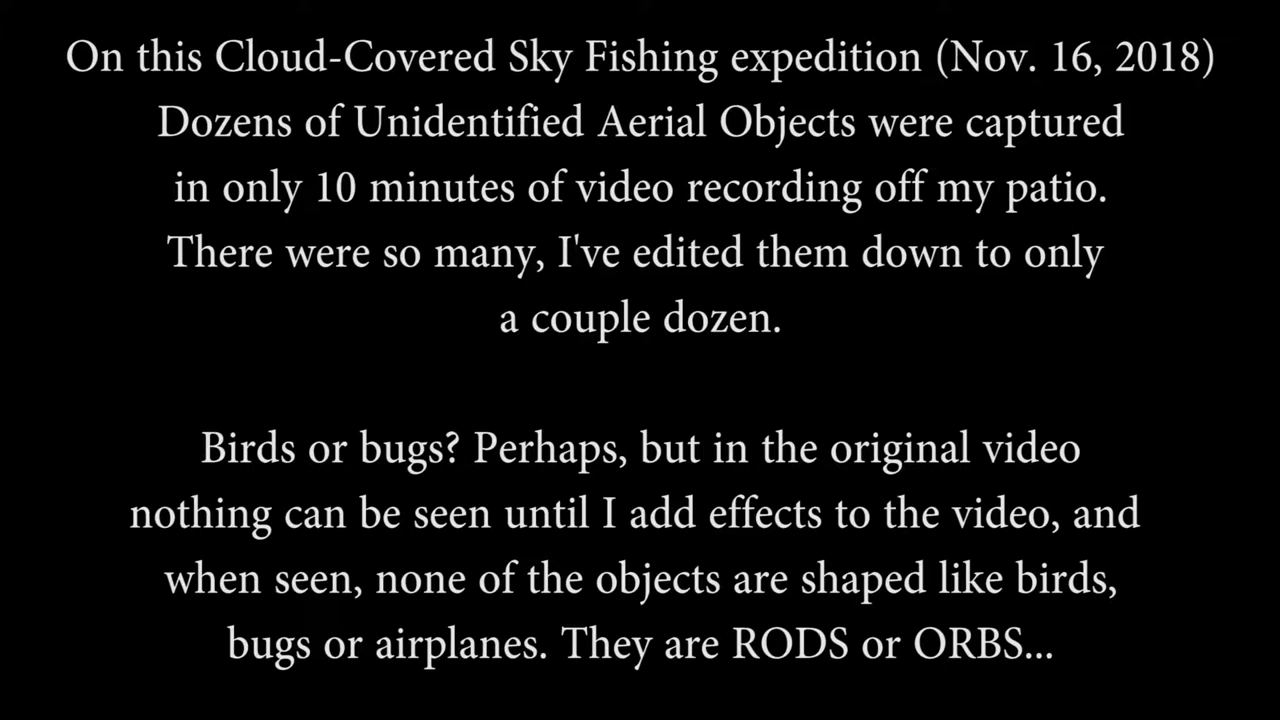 On this Cloud-Covered Sky Fishing expedition (Nov. 16, 2018)
Dozens of Unidentified Aerial Objects were captured
in only 10 minutes of video recording off my patio.
There were so many, I've edited them down to only
a couple dozen.
Birds or bugs? Perhaps, but in the original video
nothing can be seen until I add effects to the video, and
when seen, none of the objects are shaped like birds,
bugs or airplanes. They are RODS or ORBS...